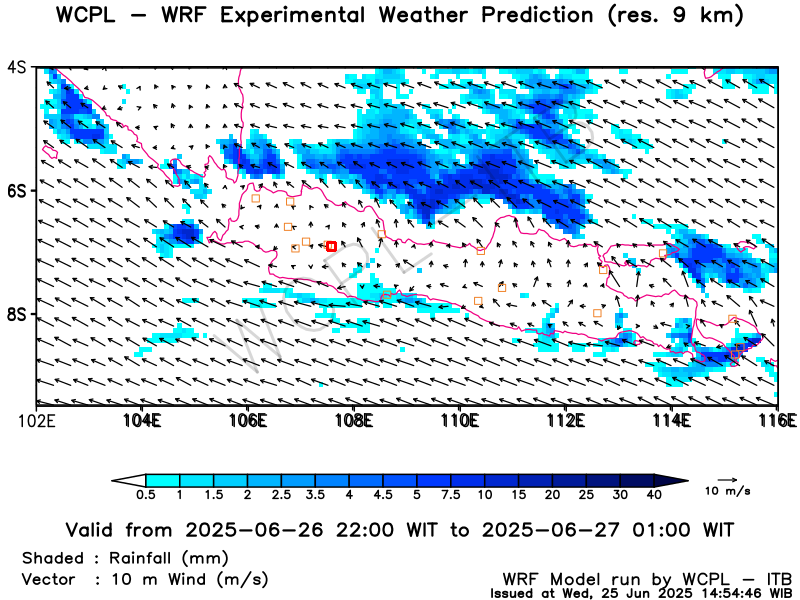 WCPL – WRF Experimental Weather Prediction (res. 9 km)
4S
6S
8S
102E 104E 106E 108E 110E 112E 114E 116E
0.5 1 1.5 2 2.5 3.5 4.5 5 7.5 10 15 20 25 30 40
10 m/s
WCPL
Valid from 2025-06-26 22:00 WIT to 2025-06-27 01:00 WIT
Shaded : Rainfall (mm)
Vector : 10 m Wind (m/s)
WRF Model run by WCPL – ITB
Issued at Wed, 25 Jun 2025 14:54:46 WIB